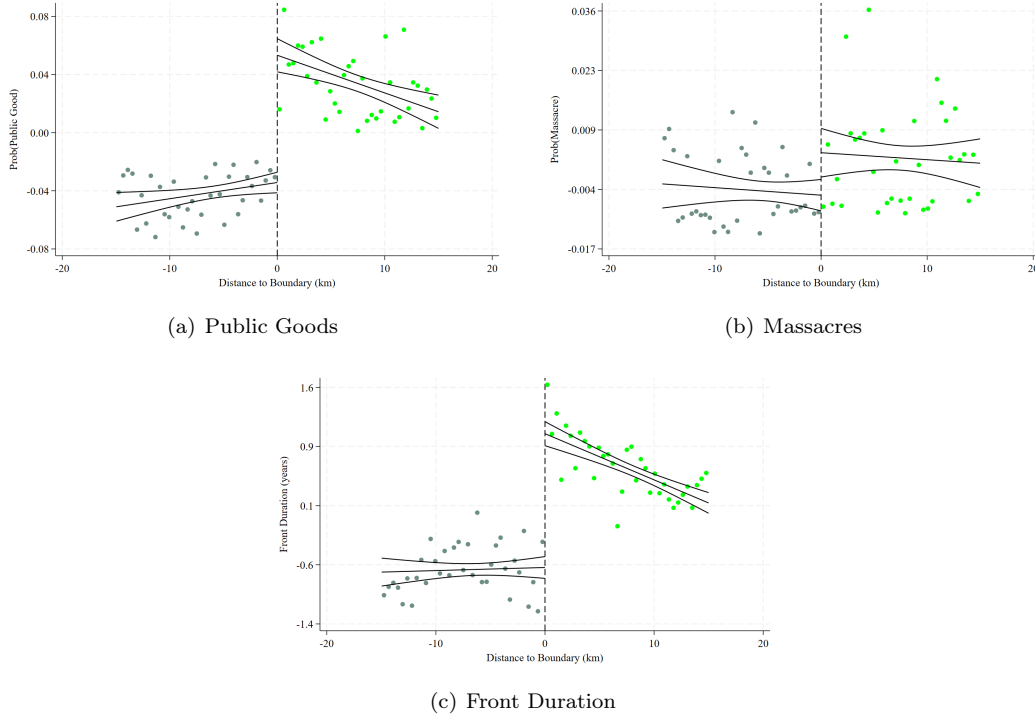 0.08
0.04
0.00
-0.04
-0.08
Prob(Public Good)
-20 -10 0 10 20
Distance to Boundary (km)
(a) Public Goods
0.036
0.023
0.009
-0.004
-0.017
Prob(Massacre)
-20 -10 0 10 20
Distance to Boundary (km)
(b) Massacres
1.6
0.9
0.1
-0.6
-1.4
Front Duration (years)
-20 -10 0 10 20
Distance to Boundary (km)
(c) Front Duration